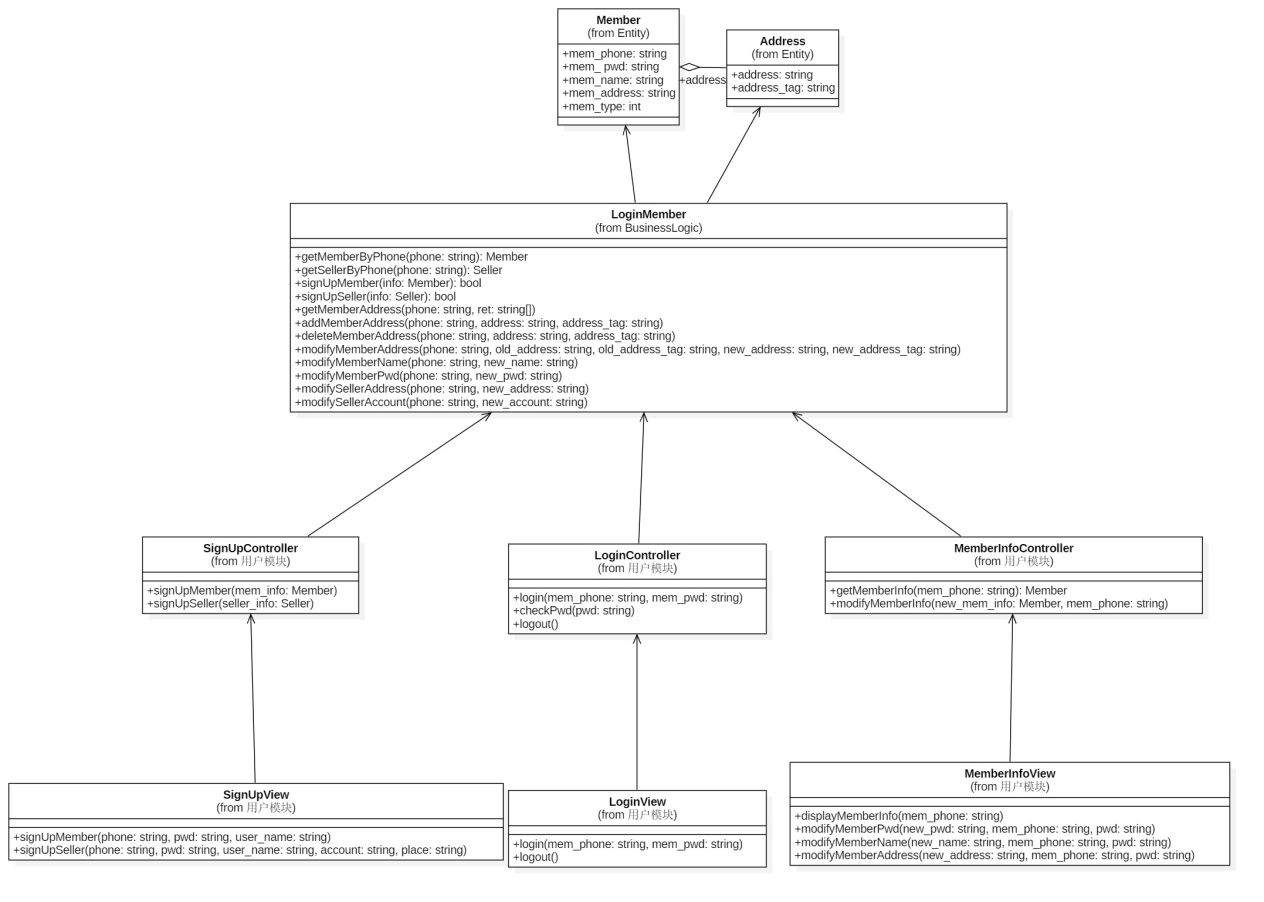 Member
(from Entity)
+mem_phone: string
+mem_ pwd: string
+mem_name: string
+mem_address: string
+mem_type: int
+address
Address
(from Entity)
+address: string
+address_tag: string
LoginMember
(from BusinessLogic)
+getMemberByPhone(phone: string): Member
+getSellerByPhone(phone: string): Seller
+signUpMember(info: Member): bool
+signUpSeller(info: Seller): bool
+getMemberAddress(phone: string, ret: string[])
+addMemberAddress(phone: string, address: string, address_tag: string)
+deleteMemberAddress(phone: string, address: string, address_tag: string)
+modifyMemberAddress(phone: string, old_address: string, old_address_tag: string, new_address: string, new_address_tag: string)
+modifyMemberName(phone: string, new_name: string)
+modifyMemberPwd(phone: string, new_pwd: string)
+modifySellerAddress(phone: string, new_address: string)
+modifySellerAccount(phone: string, new_account: string)
SignUpController
(from 用户模块)
+signUpMember(mem_info: Member)
+signUpSeller(seller_info: Seller)
LoginController
(from 用户模块)
+login(mem_phone: string, mem_pwd: string)
+checkPwd(pwd: string)
+logout()
MemberInfoController
(from 用户模块)
+getMemberInfo(mem_phone: string): Member
+modifyMemberInfo(new_mem_info: Member, mem_phone: string)
SignUpView
(from 用户模块)
+signUpMember(phone: string, pwd: string, user_name: string)
+signUpSeller(phone: string, pwd: string, user_name: string, account: string, place: string)
LoginView
(from 用户模块)
+login(mem_phone: string, mem_pwd: string)
+logout()
MemberInfoView
(from 用户模块)
+displayMemberInfo(mem_phone: string)
+modifyMemberPwd(new_pwd: string, mem_phone: string, pwd: string)
+modifyMemberName(new_name: string, mem_phone: string, pwd: string)
+modifyMemberAddress(new_address: string, mem_phone: string, pwd: string)